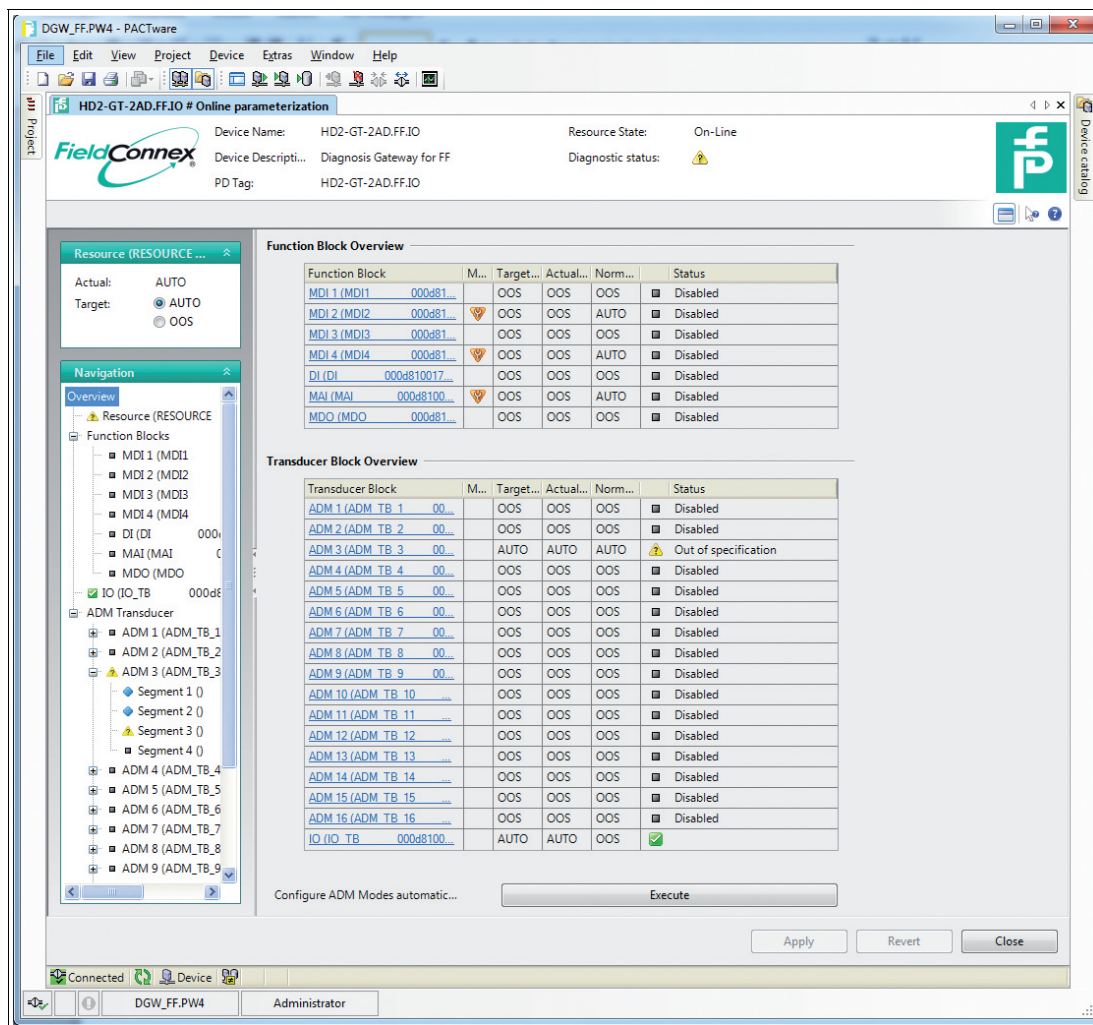 DGW_FF.PW4 - PACTware
File Edit View Project Device Extras Window Help
HD2-GT-2AD.FF.IO # Online parameterization
Project
Device catalog
FieldConnex®
Device Name: HD2-GT-2AD.FF.IO Resource State: On-Line
Device Descripti... Diagnosis Gateway for FF Diagnostic status:
PD Tag: HD2-GT-2AD.FF.IO
Resource (RESOURCE ...
Actual: AUTO
Target: AUTO
OOS
Navigation
Overview
Resource (RESOURCE
Function Blocks
MDI 1 (MDI1
MDI 2 (MDI2
MDI 3 (MDI3
MDI 4 (MDI4
DI (DI 000
MAI (MAI
MDO (MDO
IO (IO_TB 000d8
ADM Transducer
ADM 1 (ADM_TB_1
ADM 2 (ADM_TB_2
ADM 3 (ADM_TB_3
Segment 1 ()
Segment 2 ()
Segment 3 ()
Segment 4 ()
ADM 4 (ADM_TB_4
ADM 5 (ADM_TB_5
ADM 6 (ADM_TB_6
ADM 7 (ADM_TB_7
ADM 8 (ADM_TB_8
ADM 9 (ADM_TB_9
Function Block Overview
Function Block M... Target... Actual... Norm... Status
MDI 1 (MDI1 000d81... OOS OOS OOS Disabled
MDI 2 (MDI2 000d81... OOS OOS AUTO Disabled
MDI 3 (MDI3 000d81... OOS OOS OOS Disabled
MDI 4 (MDI4 000d81... OOS OOS AUTO Disabled
DI (DI 000d810017... OOS OOS OOS Disabled
MAI (MAI 000d8100... OOS OOS AUTO Disabled
MDO (MDO 000d81... OOS OOS OOS Disabled
Transducer Block Overview
Transducer Block M... Target... Actual... Norm... Status
ADM 1 (ADM_TB_1 00... OOS OOS OOS Disabled
ADM 2 (ADM_TB_2 00... OOS OOS OOS Disabled
ADM 3 (ADM_TB_3 00... AUTO AUTO AUTO Out of specification
ADM 4 (ADM_TB_4 00... OOS OOS OOS Disabled
ADM 5 (ADM_TB_5 00... OOS OOS OOS Disabled
ADM 6 (ADM_TB_6 00... OOS OOS OOS Disabled
ADM 7 (ADM_TB_7 00... OOS OOS OOS Disabled
ADM 8 (ADM_TB_8 00... OOS OOS OOS Disabled
ADM 9 (ADM_TB_9 00... OOS OOS OOS Disabled
ADM 10 (ADM_TB_10 ... OOS OOS OOS Disabled
ADM 11 (ADM_TB_11 ... OOS OOS OOS Disabled
ADM 12 (ADM_TB_12 ... OOS OOS OOS Disabled
ADM 13 (ADM_TB_13 ... OOS OOS OOS Disabled
ADM 14 (ADM_TB_14 ... OOS OOS OOS Disabled
ADM 15 (ADM_TB_15 ... OOS OOS OOS Disabled
ADM 16 (ADM_TB_16 ... OOS OOS OOS Disabled
IO (IO_TB 000d8100... AUTO AUTO OOS
Configure ADM Modes automatic... Execute
Apply Revert Close
Connected Device
DGW_FF.PW4 Administrator